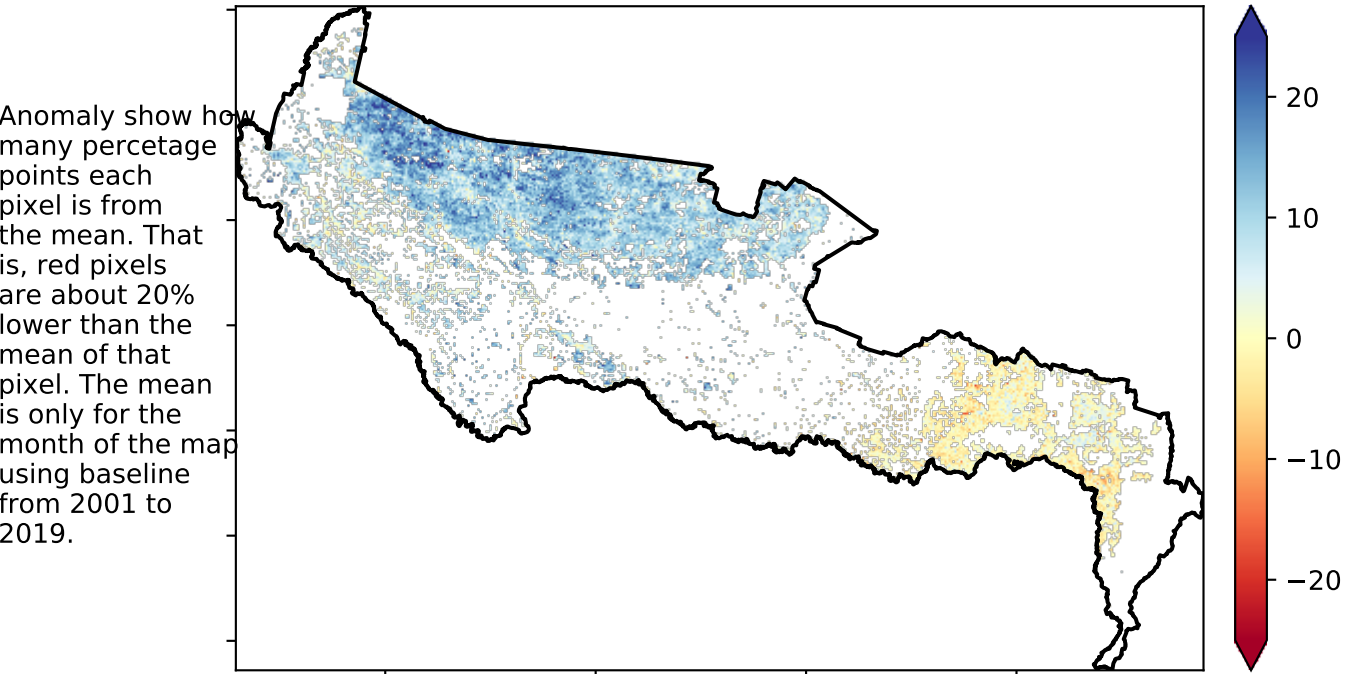 Anomaly show how
many percetage
points each
pixel is from
the mean. That
is, red pixels
are about 20%
lower than the
mean of that
pixel. The mean
is only for the
month of the map
using baseline
from 2001 to
2019.
20
10
0
−10
−20